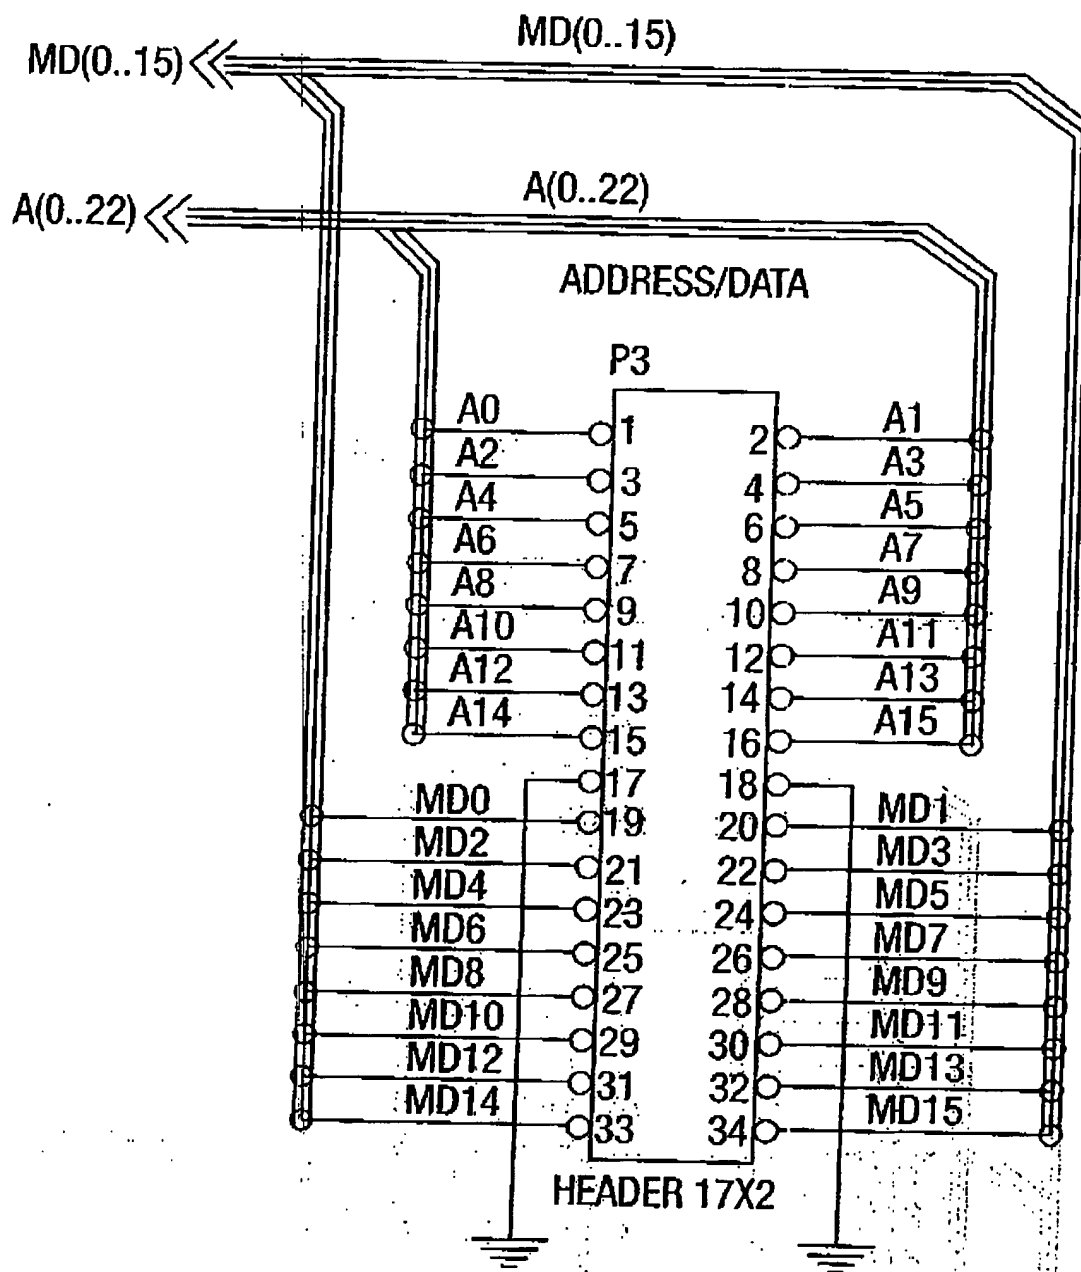 MD(0..15)
MD(0..15)
A(0..22)
A(0..22)
ADDRESS/DATA
P3
A0 1 2 A1
A2 3 4 A3
A4 5 6 A5
A6 7 8 A7
A8 9 10 A9
A10 11 12 A11
A12 13 14 A13
A14 15 16 A15
17 18
MD0 19 20 MD1
MD2 21 22 MD3
MD4 23 24 MD5
MD6 25 26 MD7
MD8 27 28 MD9
MD10 29 30 MD11
MD12 31 32 MD13
MD14 33 34 MD15
HEADER 17X2